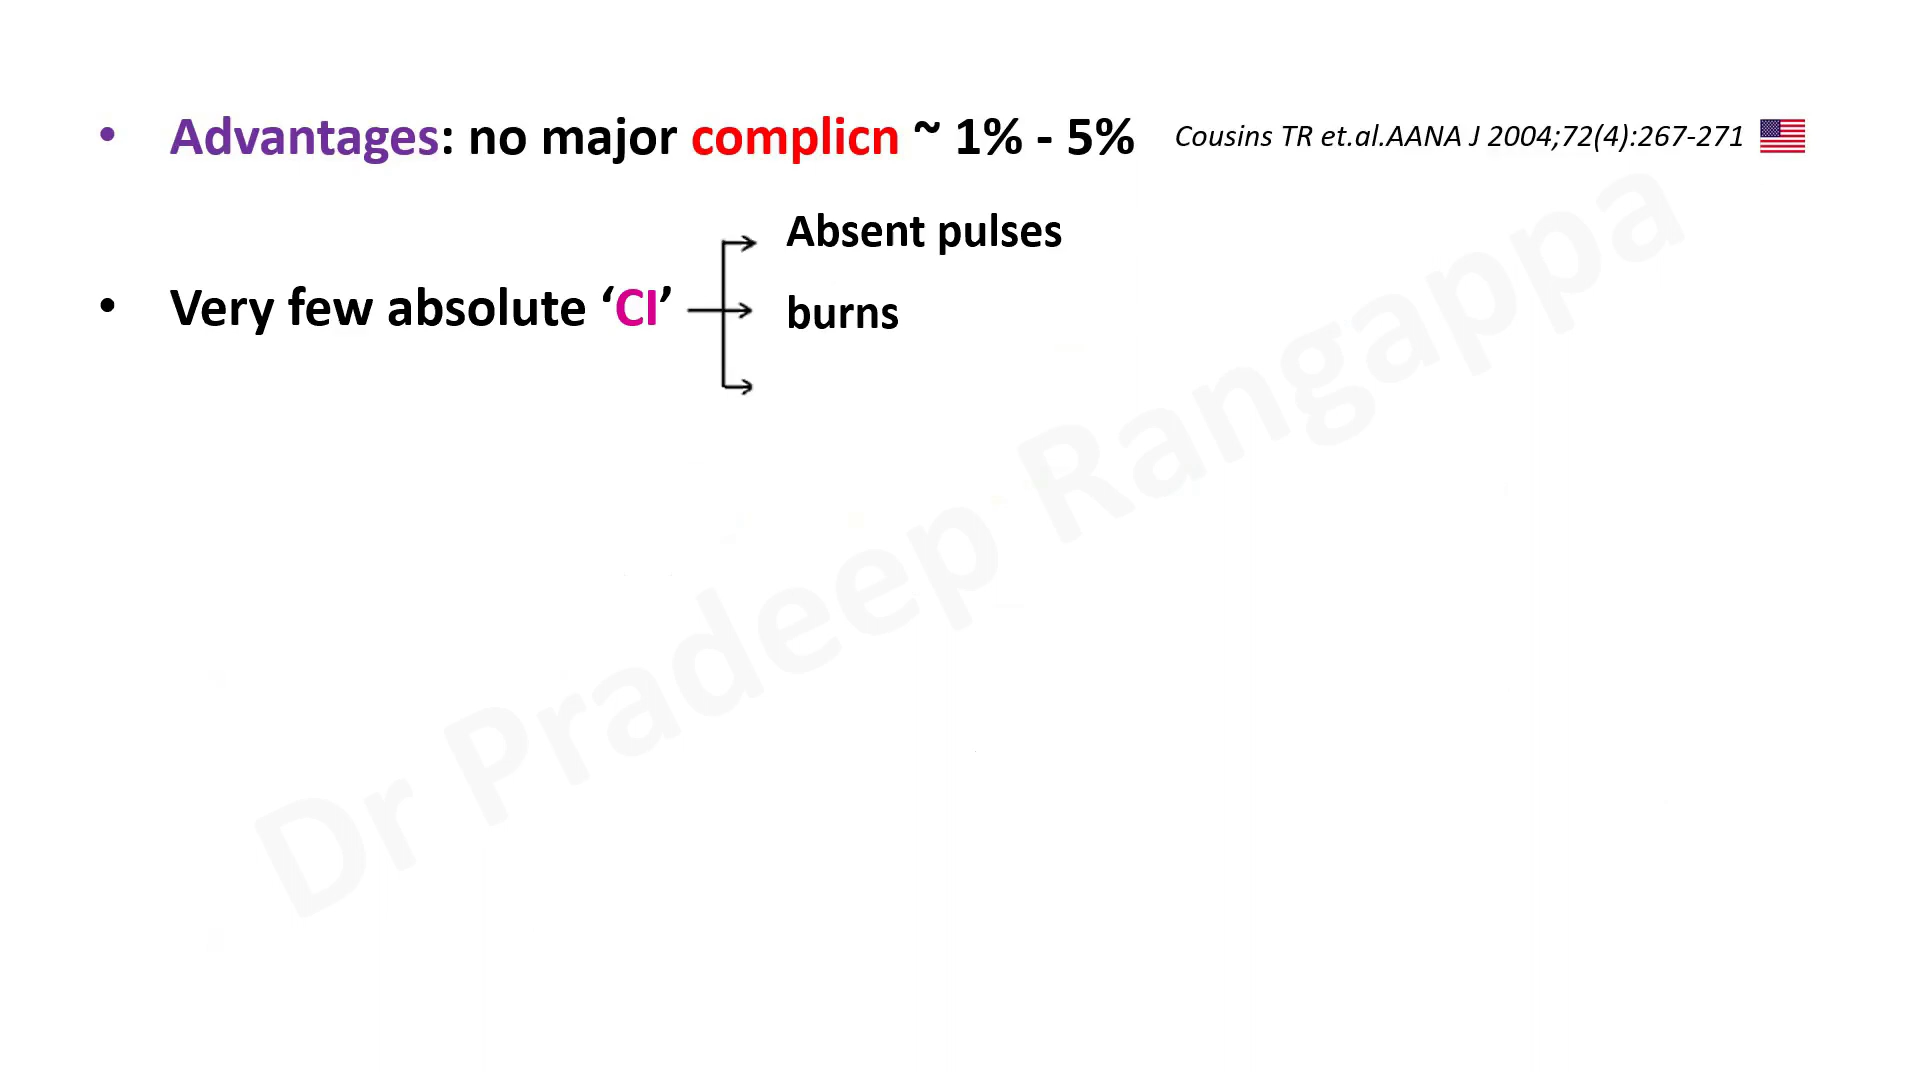 • Advantages: no major complicn ~ 1% - 5% Cousins TR et.al.AANA J 2004;72(4):267-271
Absent pulses
• Very few absolute ‘CI’
burns
Dr Pradeep Rangappa